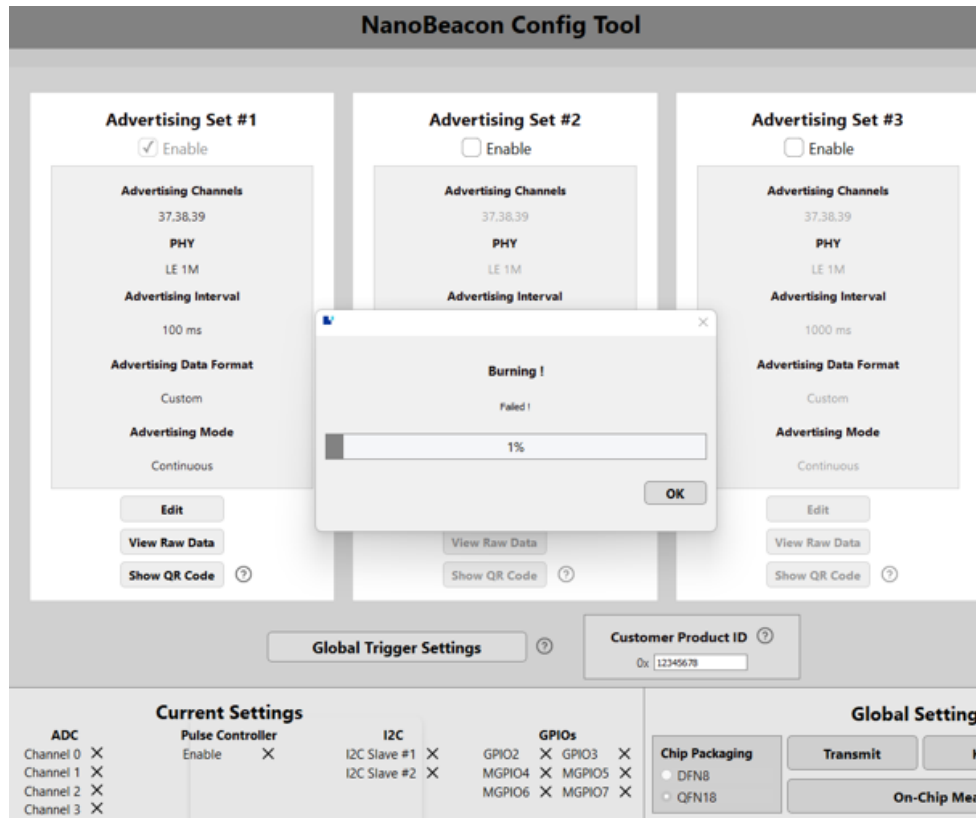 NanoBeacon Config Tool
Advertising Set #1
Enable
Advertising Channels
37,38,39
PHY
LE 1M
Advertising Interval
100 ms
Advertising Data Format
Custom
Advertising Mode
Continuous
Edit
View Raw Data
Show QR Code ?
Advertising Set #2
Enable
Advertising Channels
37,38,39
PHY
LE 1M
Advertising Interval
View Raw Data
Show QR Code ?
Advertising Set #3
Enable
Advertising Channels
37,38,39
PHY
LE 1M
Advertising Interval
1000 ms
Advertising Data Format
Custom
Advertising Mode
Continuous
Edit
View Raw Data
Show QR Code ?
Burning !
Failed !
1%
OK
Global Trigger Settings ?
Customer Product ID ?
0x 12345678
Current Settings
ADC
Channel 0
Channel 1
Channel 2
Channel 3
Pulse Controller
Enable
I2C
I2C Slave #1
I2C Slave #2
GPIOs
GPIO2 GPIO3
MGPIO4 MGPIO5
MGPIO6 MGPIO7
Global Setting
Chip Packaging
DFN8
QFN18
Transmit
On-Chip Mea